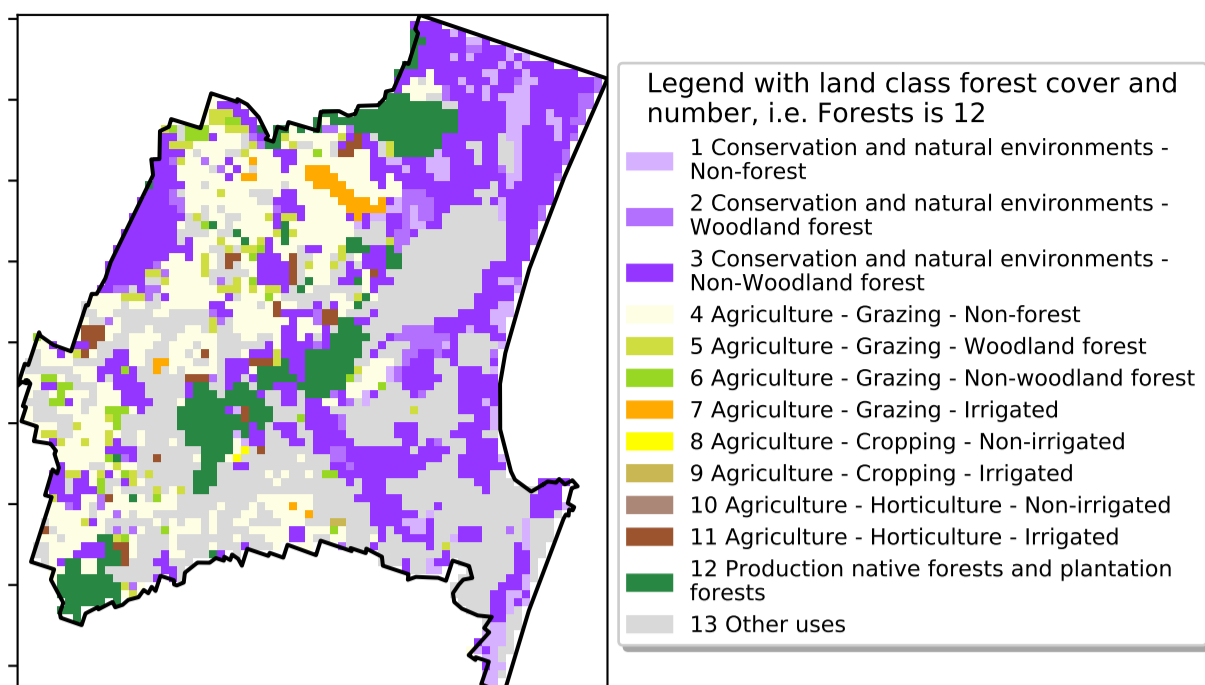 Legend with land class forest cover and
number, i.e. Forests is 12
1 Conservation and natural environments -
Non-forest
2 Conservation and natural environments -
Woodland forest
3 Conservation and natural environments -
Non-Woodland forest
4 Agriculture - Grazing - Non-forest
5 Agriculture - Grazing - Woodland forest
6 Agriculture - Grazing - Non-woodland forest
7 Agriculture - Grazing - Irrigated
8 Agriculture - Cropping - Non-irrigated
9 Agriculture - Cropping - Irrigated
10 Agriculture - Horticulture - Non-irrigated
11 Agriculture - Horticulture - Irrigated
12 Production native forests and plantation
forests
13 Other uses